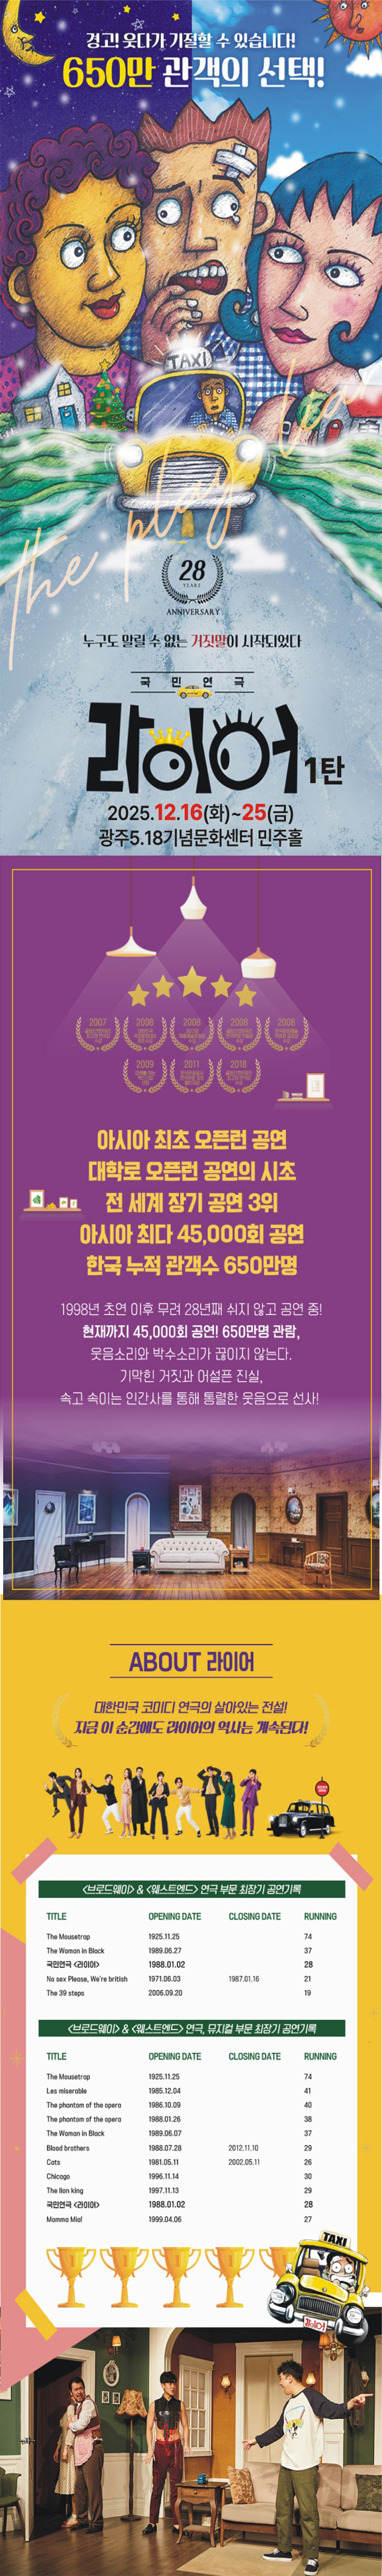 경고! 웃다가 기절할 수 있습니다!
650만 관객의 선택!
TAXI
the play
28
YEARS
ANNIVERSARY
누구도 말릴 수 없는 거짓말이 시작되었다
국민연극
라이어 1탄
2025.12.16(화)~25(금)
광주5.18기념문화센터 민주홀
2007
2008
2008
2008
2008
2009
2011
아시아 최초 오픈런 공연
대학로 오픈런 공연의 시초
전 세계 장기 공연 3위
아시아 최다 45,000회 공연
한국 누적 관객수 650만명
1998년 초연 이후 무려 28년째 쉬지 않고 공연 중!
현재까지 45,000회 공연! 650만명 관람,
웃음소리와 박수소리가 끊이지 않는다.
기막힌 거짓과 어설픈 진실,
속고 속이는 인간사를 통해 통렬한 웃음으로 선사!
ABOUT 라이어
대한민국 코미디 연극의 살아있는 전설!
지금 이 순간에도 라이어의 역사는 계속된다!
<브로드웨이> & <웨스트엔드> 연극 부문 최장기 공연기록
TITLE OPENING DATE CLOSING DATE RUNNING
The Mousetrap 1925.11.25 74
The Woman in Black 1989.06.27 37
국민연극 <라이어> 1988.01.02 28
No sex Please, We're british 1971.06.03 1987.01.16 21
The 39 steps 2006.09.20 19
<브로드웨이> & <웨스트엔드> 연극, 뮤지컬 부문 최장기 공연기록
TITLE OPENING DATE CLOSING DATE RUNNING
The Mousetrap 1925.11.25 74
Les miserable 1985.12.04 41
The phantom of the opera 1986.10.09 40
The phantom of the opera 1988.01.26 38
The Woman in Black 1989.06.07 37
Blood brothers 1988.07.28 2012.11.10 29
Cats 1981.05.11 2002.05.11 26
Chicago 1996.11.14 30
The lion king 1997.11.13 29
국민연극 <라이어> 1988.01.02 28
Mamma Mia! 1999.04.06 27
TAXI
라이어